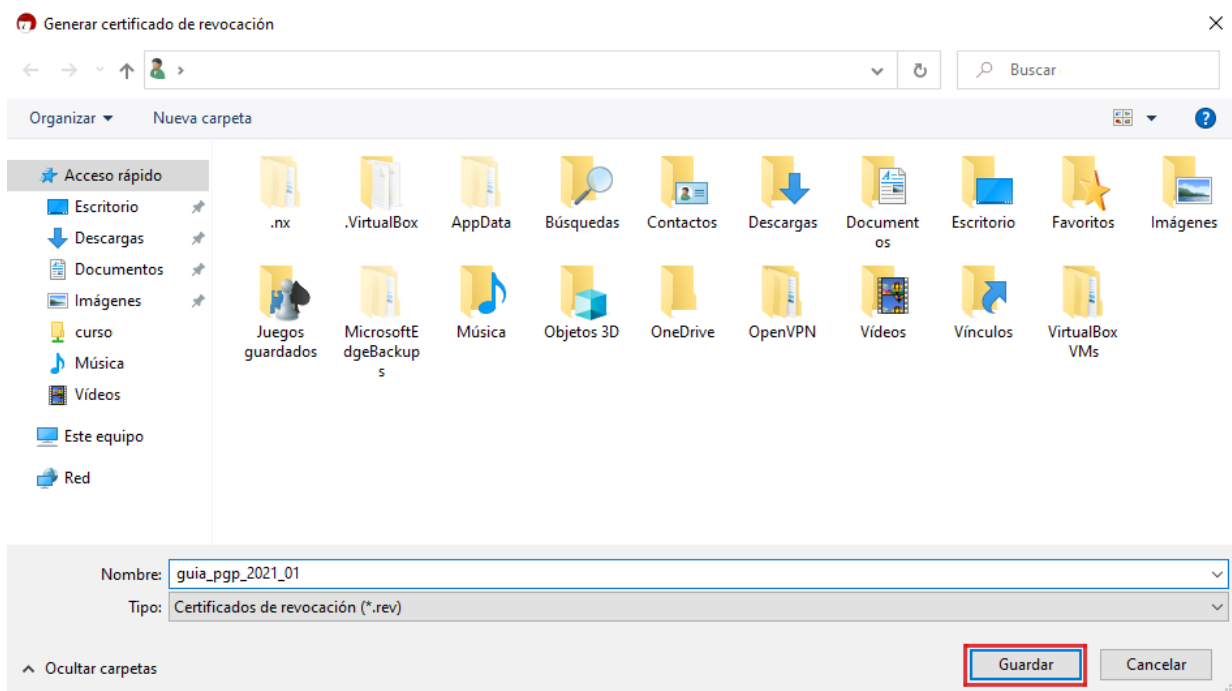 Generar certificado de revocación
Buscar
Organizar
Nueva carpeta
Acceso rápido
Escritorio
Descargas
Documentos
Imágenes
curso
Música
Vídeos
Este equipo
Red
.nx
.VirtualBox
AppData
Búsquedas
Contactos
Descargas
Document
os
Escritorio
Favoritos
Imágenes
Juegos
guardados
MicrosoftE
dgeBackup
s
Música
Objetos 3D
OneDrive
OpenVPN
Vídeos
Vínculos
VirtualBox
VMs
Nombre: guia_pgp_2021_01
Tipo: Certificados de revocación (*.rev)
Ocultar carpetas
Guardar
Cancelar